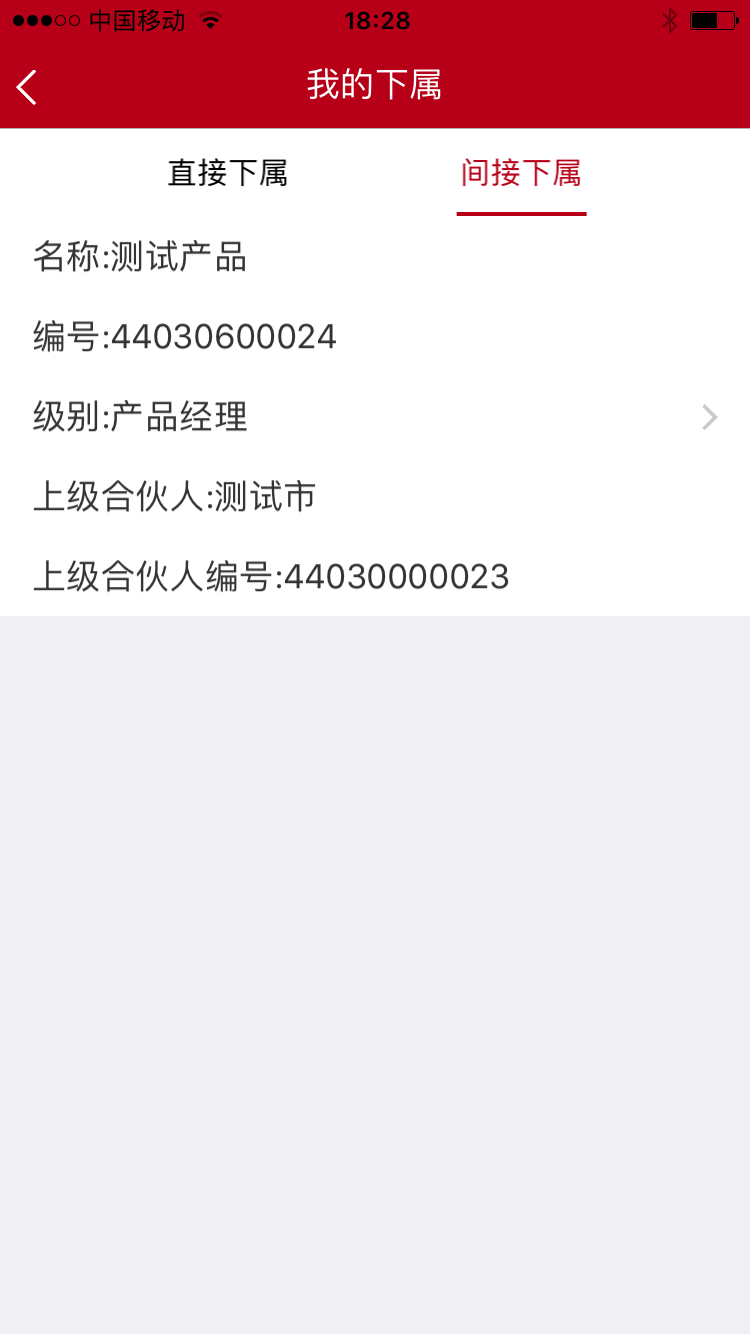 中国移动
18:28
我的下属
直接下属
间接下属
名称:测试产品
编号:44030600024
级别:产品经理
上级合伙人:测试市
上级合伙人编号:44030000023